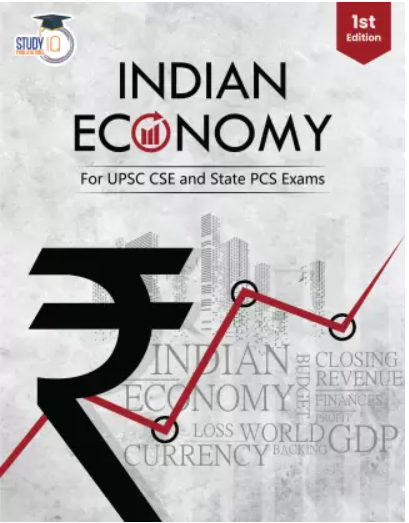 STUDY IQ
PUBLICATIONS
1st
Edition
INDIAN
ECONOMY
For UPSC CSE and State PCS Exams
₹
INDIAN
ECONOMY
BUDGET
CLOSING
REVENUE
FINANCES
PROFIT
LOSS WORLD
BACKING
GDP
CURRENCY